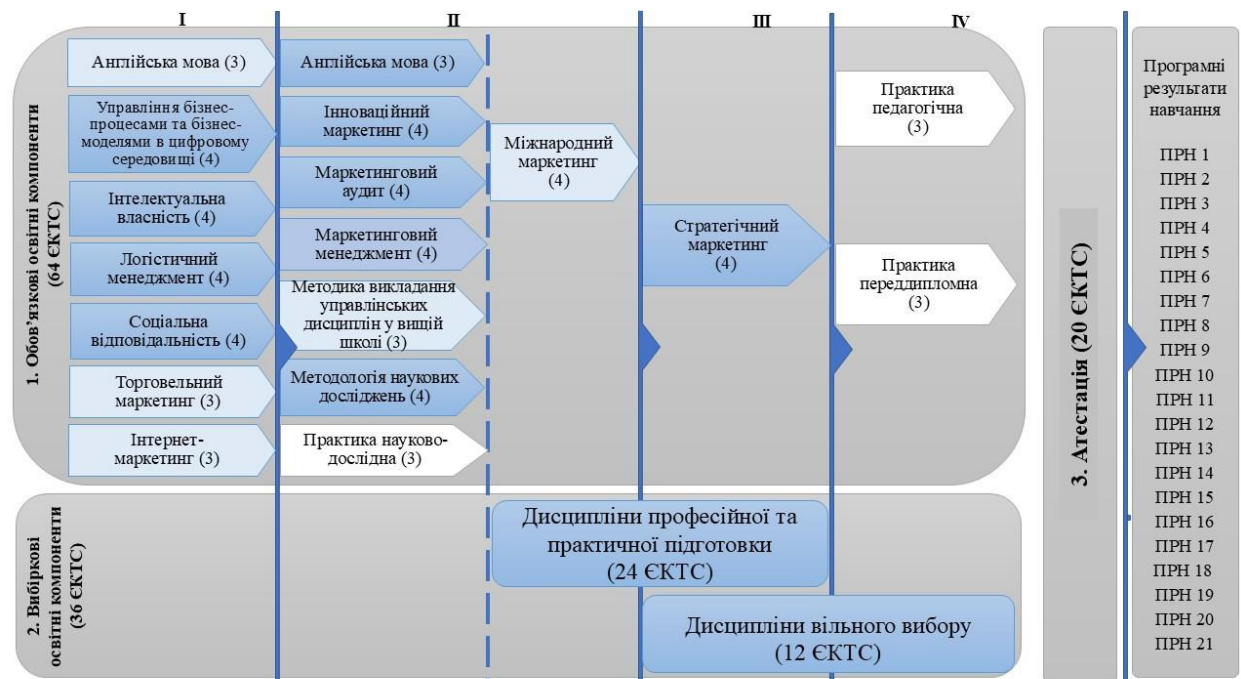 I
II
III
IV
1. Обов’язкові освітні компоненти
(64 ЄКТС)
Англійська мова (3)
Управління бізнес-
процесами та бізнес-
моделями в цифровому
середовищі (4)
Інтелектуальна
власність (4)
Логістичний
менеджмент (4)
Соціальна
відповідальність (4)
Торговельний
маркетинг (3)
Інтернет-
маркетинг (3)
Англійська мова (3)
Інноваційний
маркетинг (4)
Маркетинговий
аудит (4)
Маркетинговий
менеджмент (4)
Методика викладання
управлінських
дисциплін у вищій
школі (3)
Методологія наукових
досліджень (4)
Практика науково-
дослідна (3)
Міжнародний
маркетинг
(4)
Стратегічний
маркетинг
(4)
Практика
педагогічна
(3)
Практика
переддипломна
(3)
2. Вибіркові
освітні компоненти
(36 ЄКТС)
Дисципліни професійної та
практичної підготовки
(24 ЄКТС)
Дисципліни вільного вибору
(12 ЄКТС)
3. Атестація (20 ЄКТС)
Програмні
результати
навчання
ПРН 1
ПРН 2
ПРН 3
ПРН 4
ПРН 5
ПРН 6
ПРН 7
ПРН 8
ПРН 9
ПРН 10
ПРН 11
ПРН 12
ПРН 13
ПРН 14
ПРН 15
ПРН 16
ПРН 17
ПРН 18
ПРН 19
ПРН 20
ПРН 21